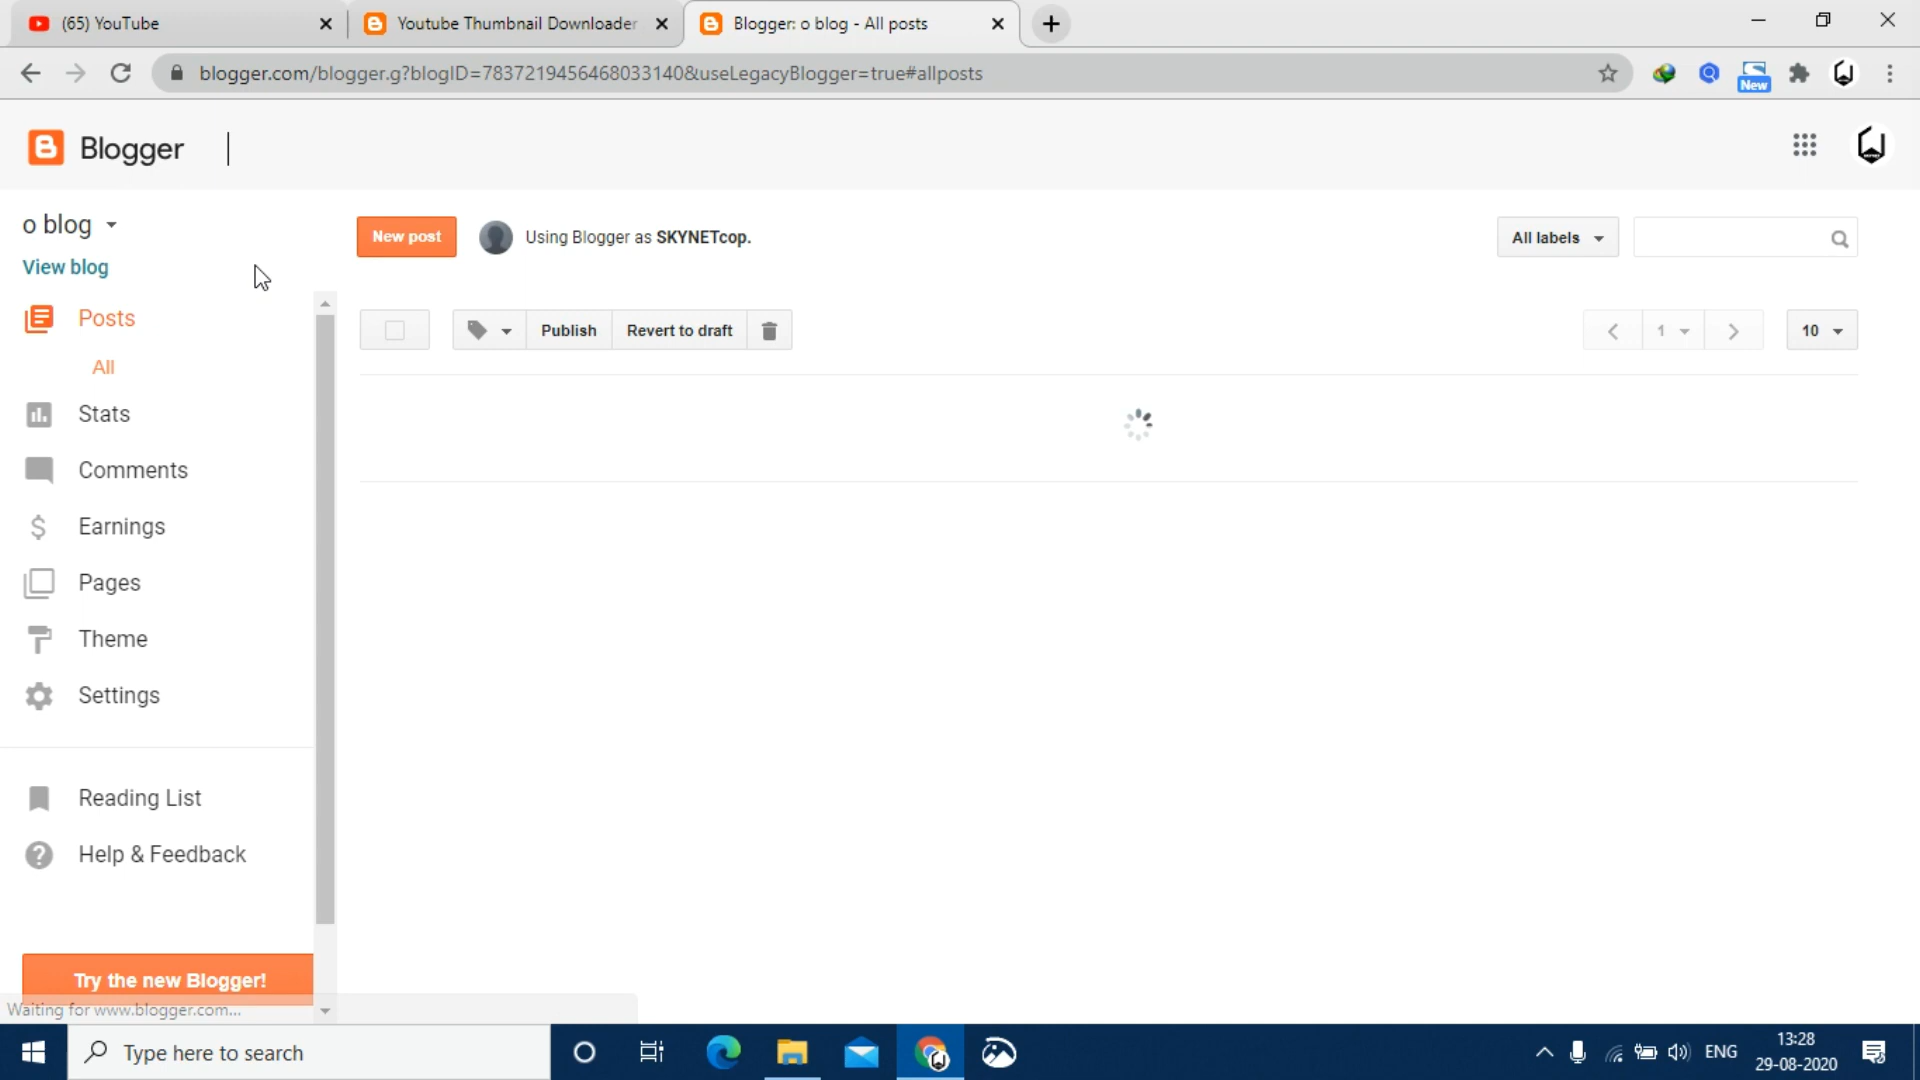 (65) YouTube
Youtube Thumbnail Downloader
Blogger: o blog - All posts
blogger.com/blogger.g?blogID=7837219456468033140&useLegacyBlogger=true#allposts
New
Blogger
o blog
View blog
New post
Using Blogger as SKYNETcop.
All labels
Posts
All
Publish
Revert to draft
1
10
Stats
Comments
Earnings
Pages
Theme
Settings
Reading List
Help & Feedback
Try the new Blogger!
Waiting for www.blogger.com...
Type here to search
ENG
13:28
29-08-2020